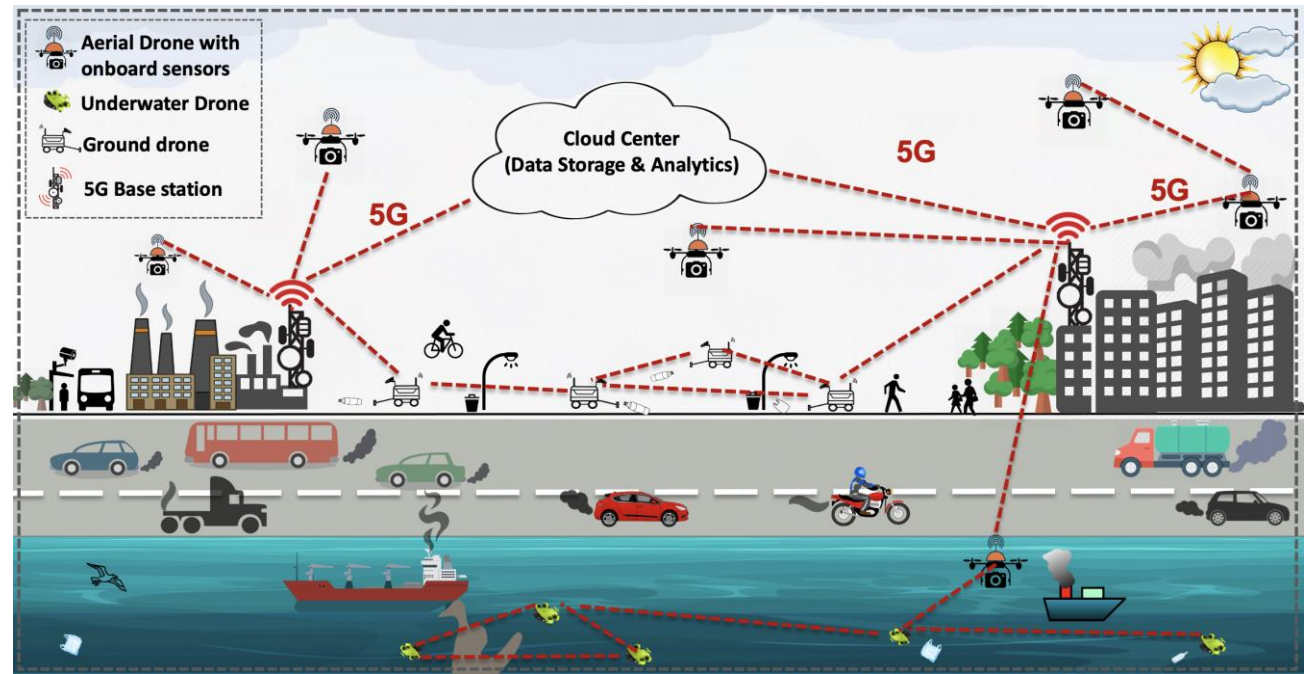 Aerial Drone with
onboard sensors
Underwater Drone
Ground drone
5G Base station
Cloud Center
(Data Storage & Analytics)
5G
5G
5G